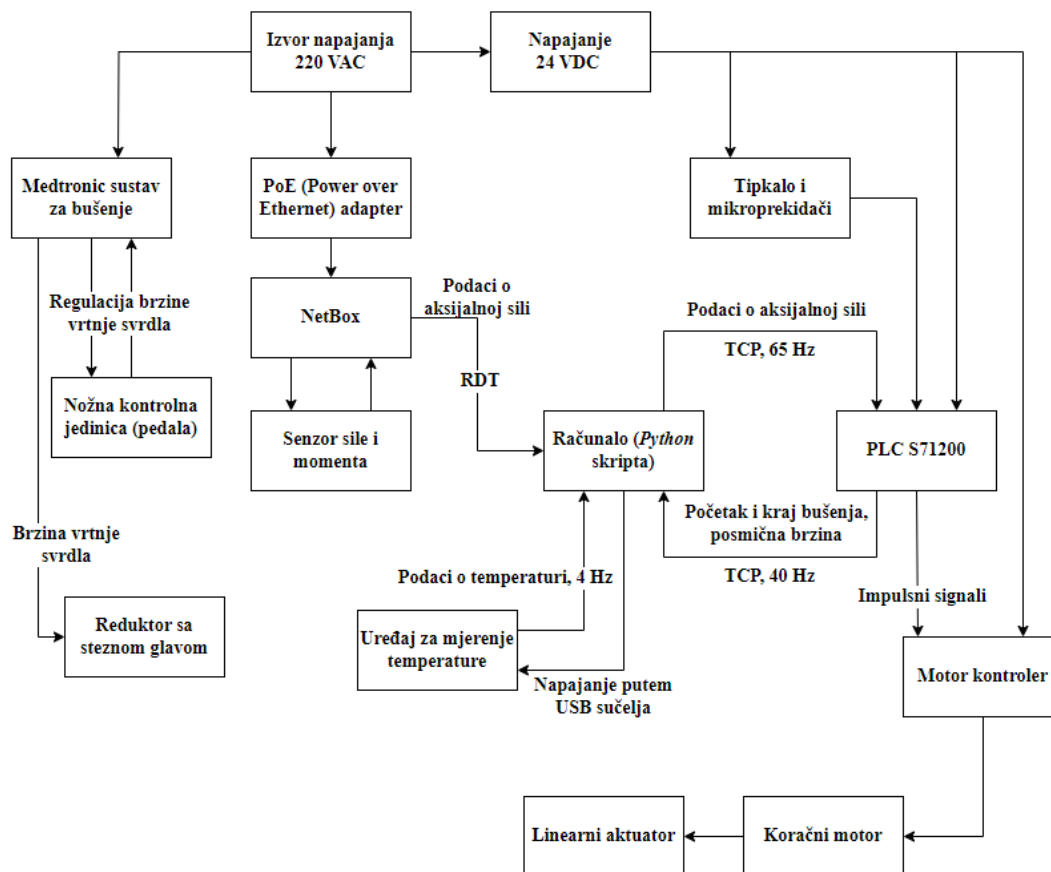 Izvor napajanja
220 VAC
Napajanje
24 VDC
Medtronic sustav
za bušenje
PoE (Power over
Ethernet) adapter
Tipkalo i
mikroprekidači
Regulacija brzine
vrtnje svrdla
NetBox
Podaci o
aksijalnoj sili
RDT
Podaci o aksijalnoj sili
TCP, 65 Hz
Nožna kontrolna
jedinica (pedala)
Senzor sile i
momenta
Računalo (Python
skripta)
PLC S71200
Početak i kraj bušenja,
posmična brzina
TCP, 40 Hz
Brzina vrtnje
svrdla
Podaci o temperaturi, 4 Hz
Impulsni signali
Reduktor sa
steznom glavom
Uređaj za mjerenje
temperature
Napajanje putem
USB sučelja
Motor kontroler
Linearni aktuator
Koračni motor